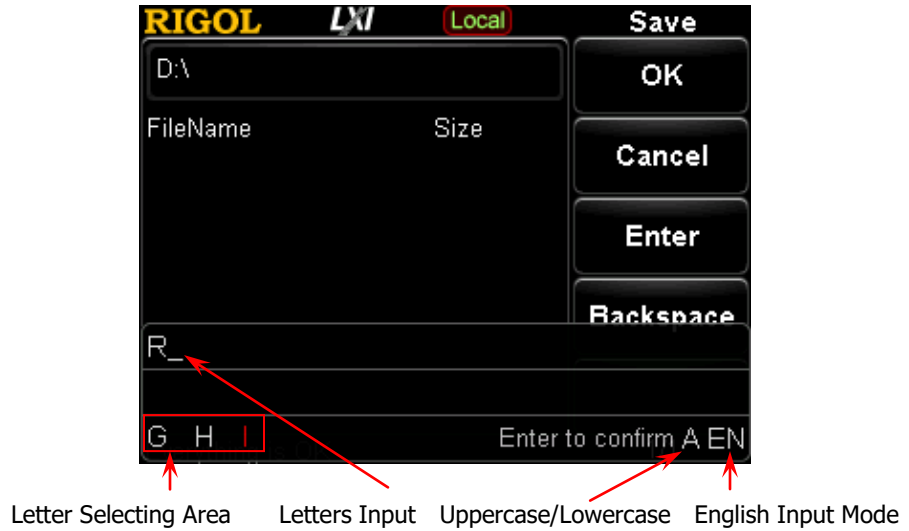 RIGOL LXI Local Save
D:\
OK
FileName Size
Cancel
Enter
Backspace
R_
G H I Enter to confirm A EN
Letter Selecting Area Letters Input Uppercase/Lowercase English Input Mode